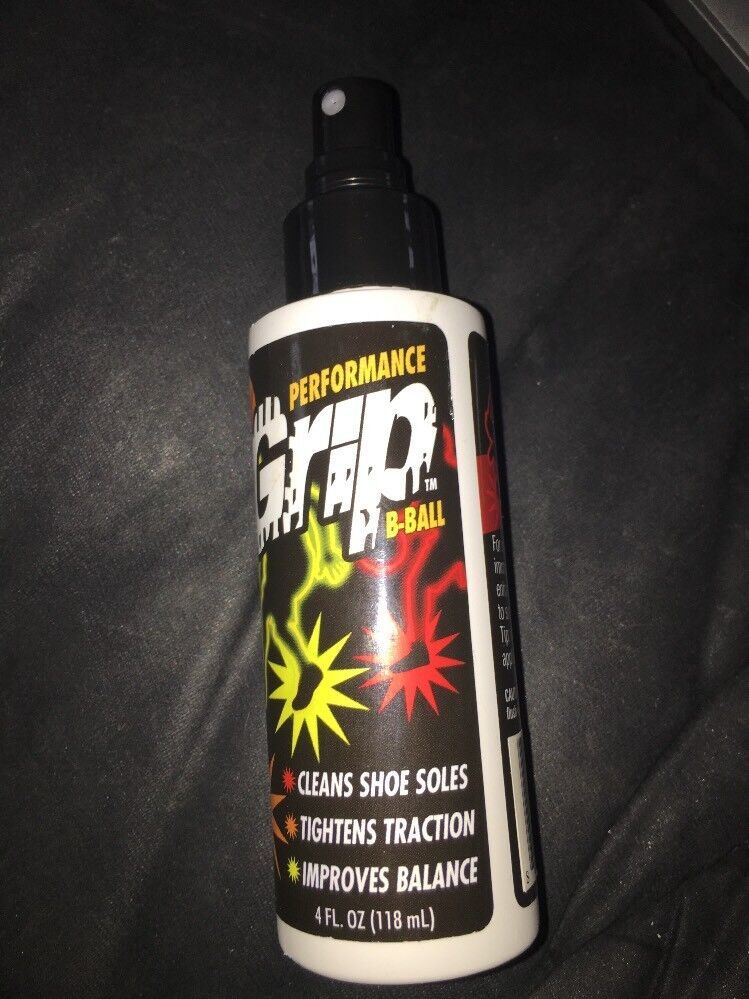 PERFORMANCE
Grip™
B-BALL
CLEANS SHOE SOLES
TIGHTENS TRACTION
IMPROVES BALANCE
4 FL. OZ (118 mL)